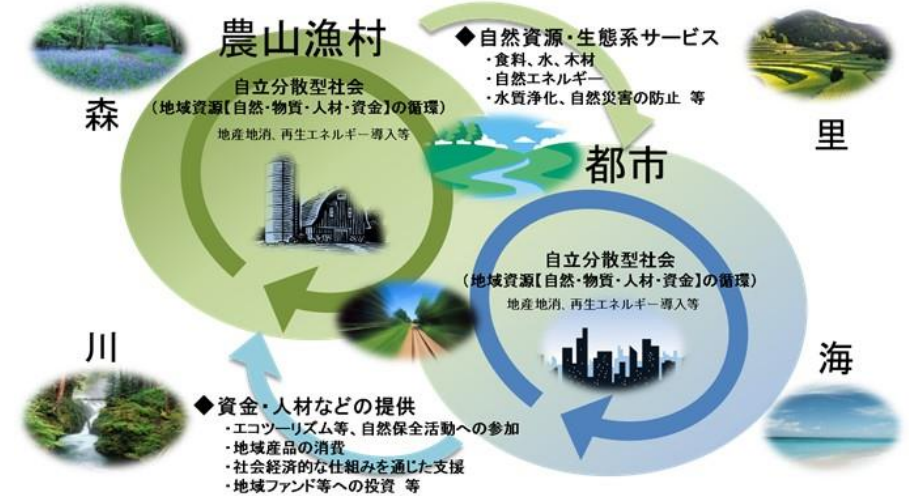 農山漁村
自立分散型社会
(地域資源【自然・物質・人材・資金】の循環)
地産地消、再生エネルギー導入等
森
◆自然資源・生態系サービス
・食料、水、木材
・自然エネルギー
・水質浄化、自然災害の防止 等
里
都市
自立分散型社会
(地域資源【自然・物質・人材・資金】の循環)
地産地消、再生エネルギー導入等
川
◆資金・人材などの提供
・エコツーリズム等、自然保全活動への参加
・地域産品の消費
・社会経済的な仕組みを通じた支援
・地域ファンド等への投資 等
海